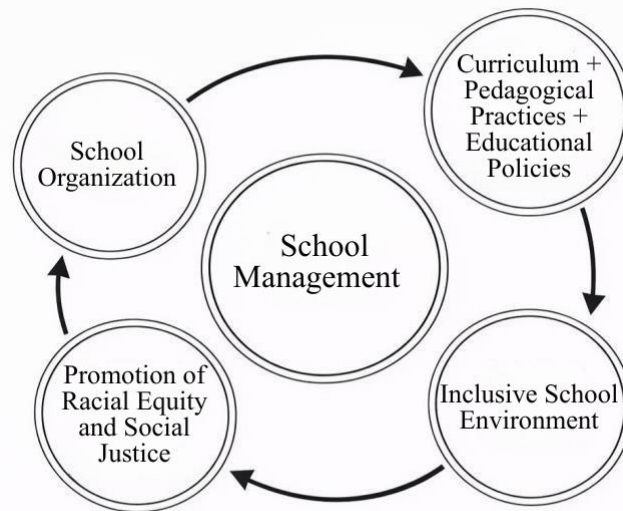 School
Organization
Curriculum +
Pedagogical
Practices +
Educational
Policies
School
Management
Promotion of
Racial Equity
and Social
Justice
Inclusive School
Environment